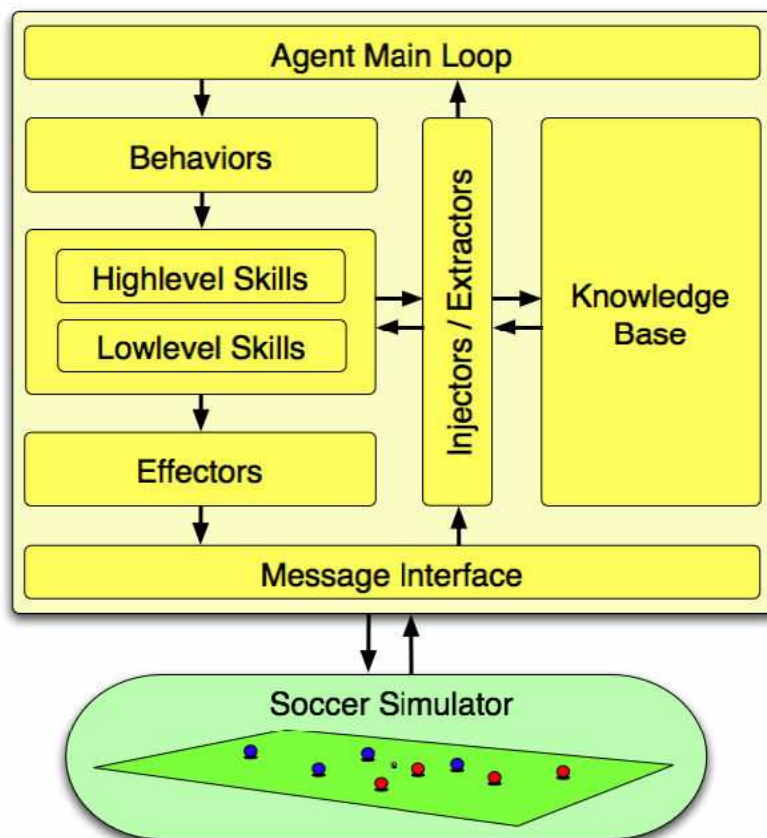 Agent Main Loop
Behaviors
Highlevel Skills
Lowlevel Skills
Injectors / Extractors
Knowledge
Base
Effectors
Message Interface
Soccer Simulator